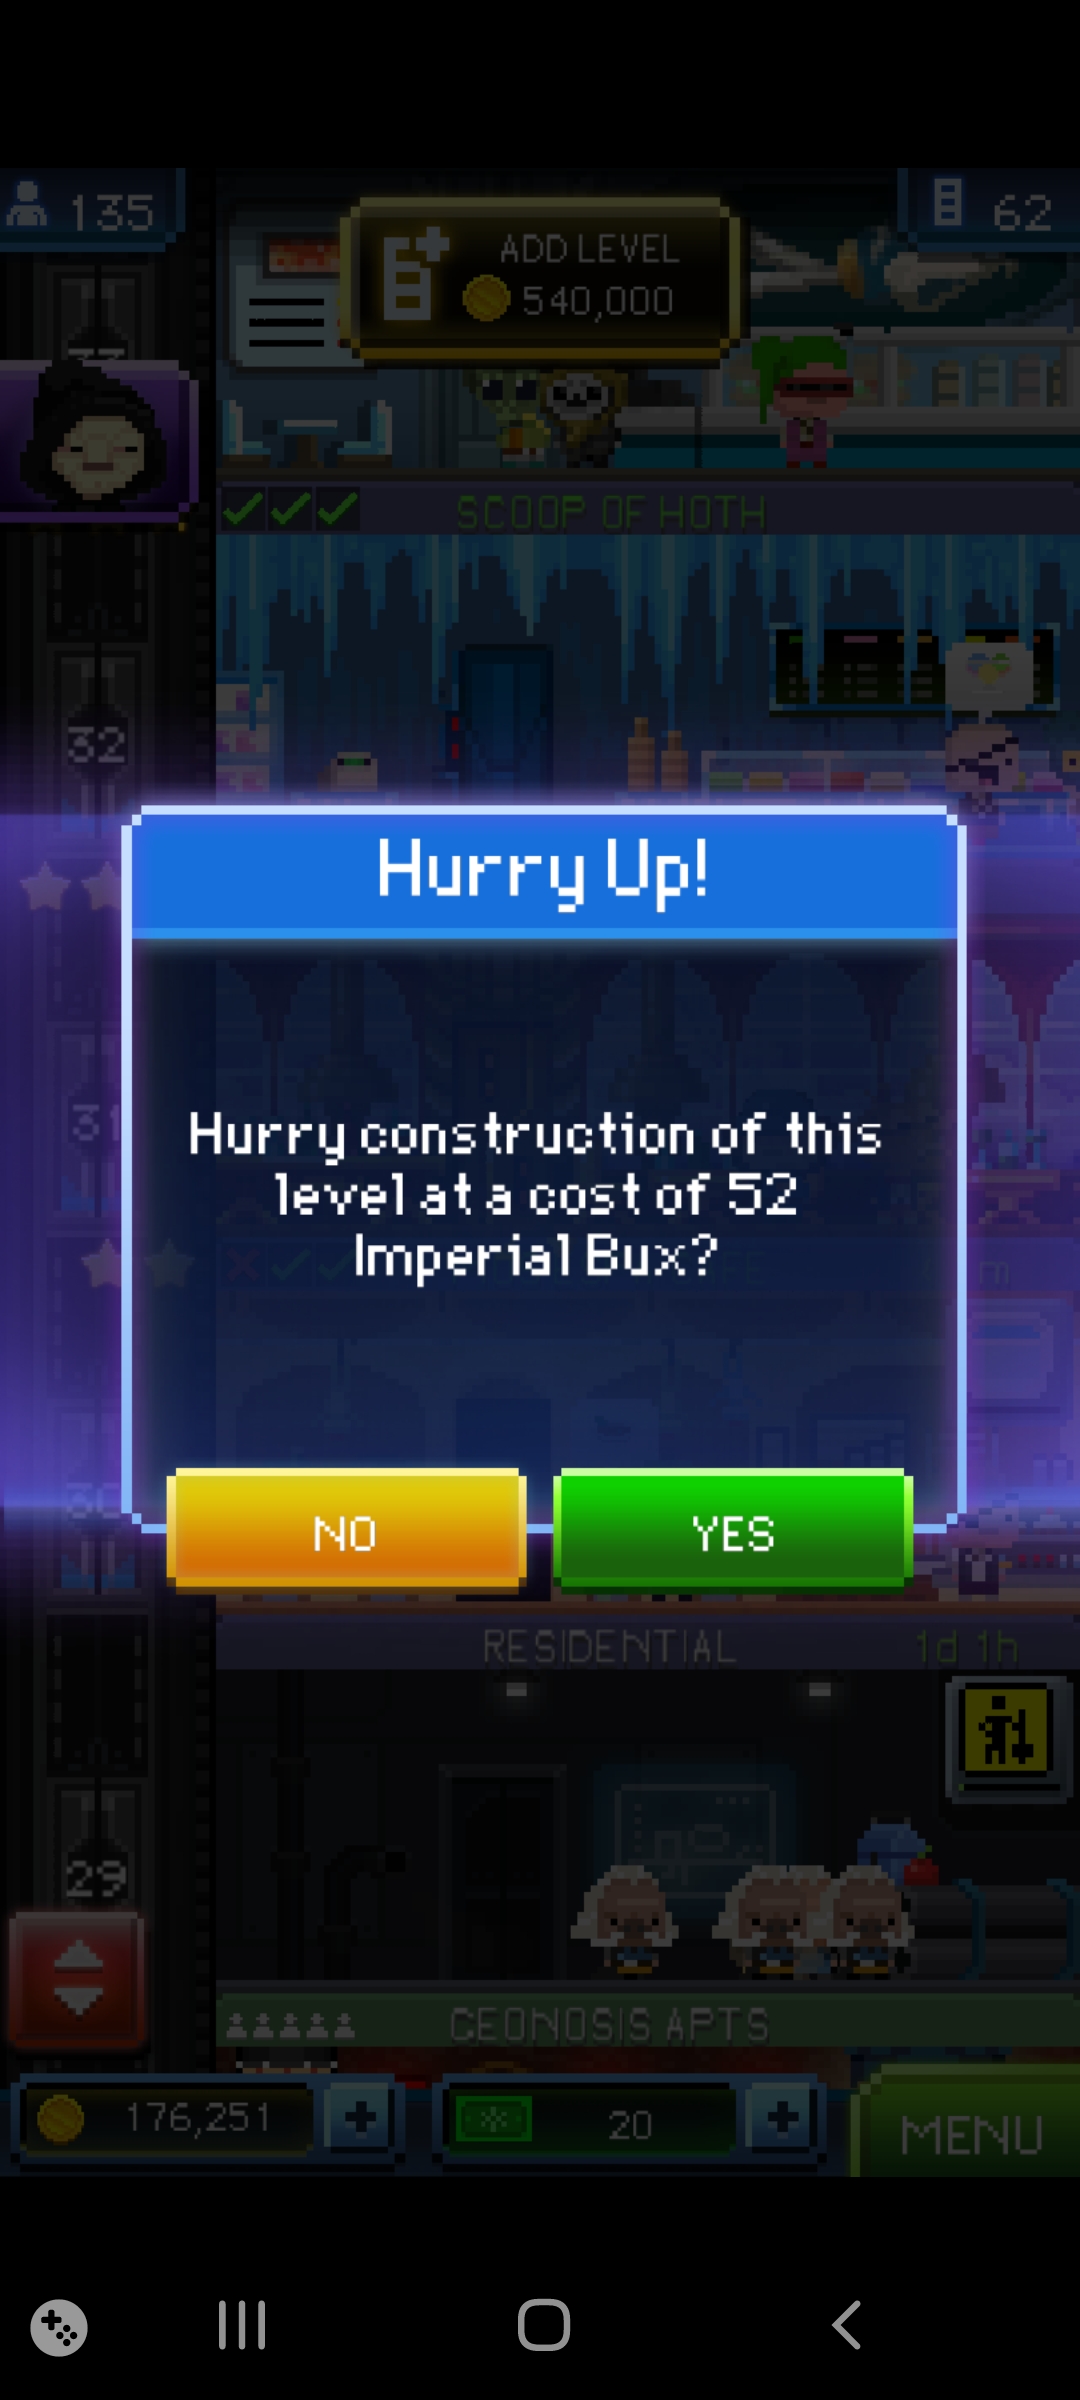 135
ADD LEVEL
540,000
62
SCOOP OF HOTH
32
Hurry Up!
31
Hurry construction of this
level at a cost of 52
Imperial Bux?
NO
YES
RESIDENTIAL
1d 1h
29
GEONOSIS APTS
176,251
20
MENU